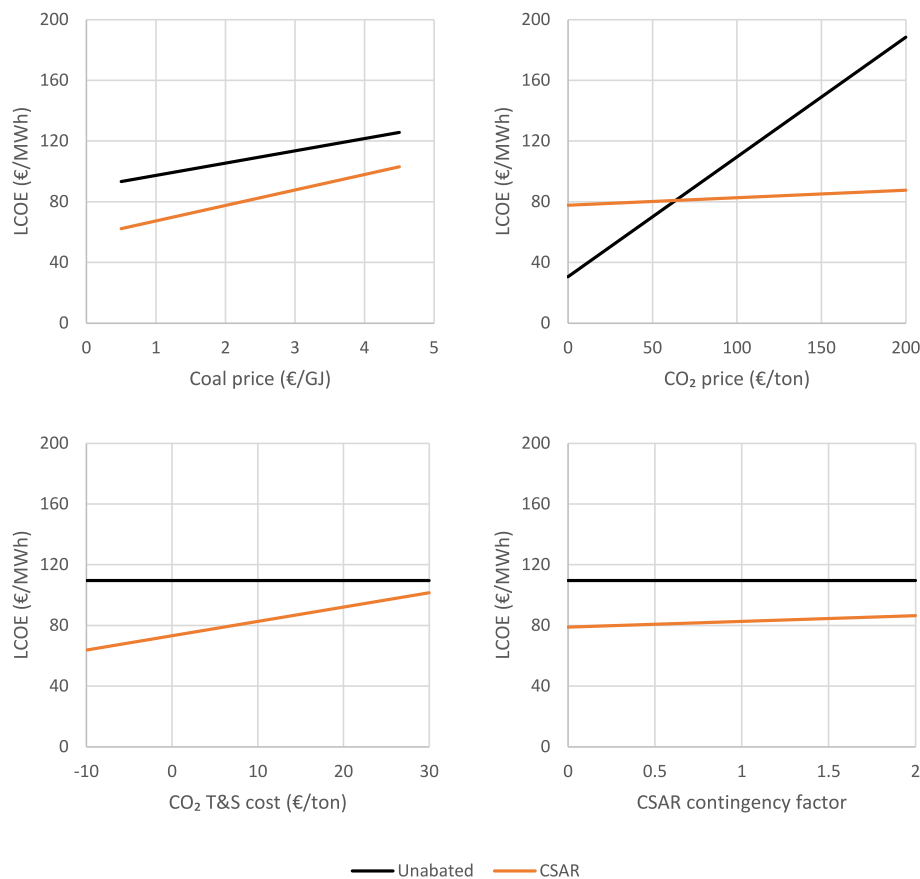 LCOE (€/MWh)
200
160
120
80
40
0
0 1 2 3 4 5
Coal price (€/GJ)
LCOE (€/MWh)
200
160
120
80
40
0
0 50 100 150 200
CO₂ price (€/ton)
LCOE (€/MWh)
200
160
120
80
40
0
-10 0 10 20 30
CO₂ T&S cost (€/ton)
LCOE (€/MWh)
200
160
120
80
40
0
0 0.5 1 1.5 2
CSAR contingency factor
Unabated CSAR